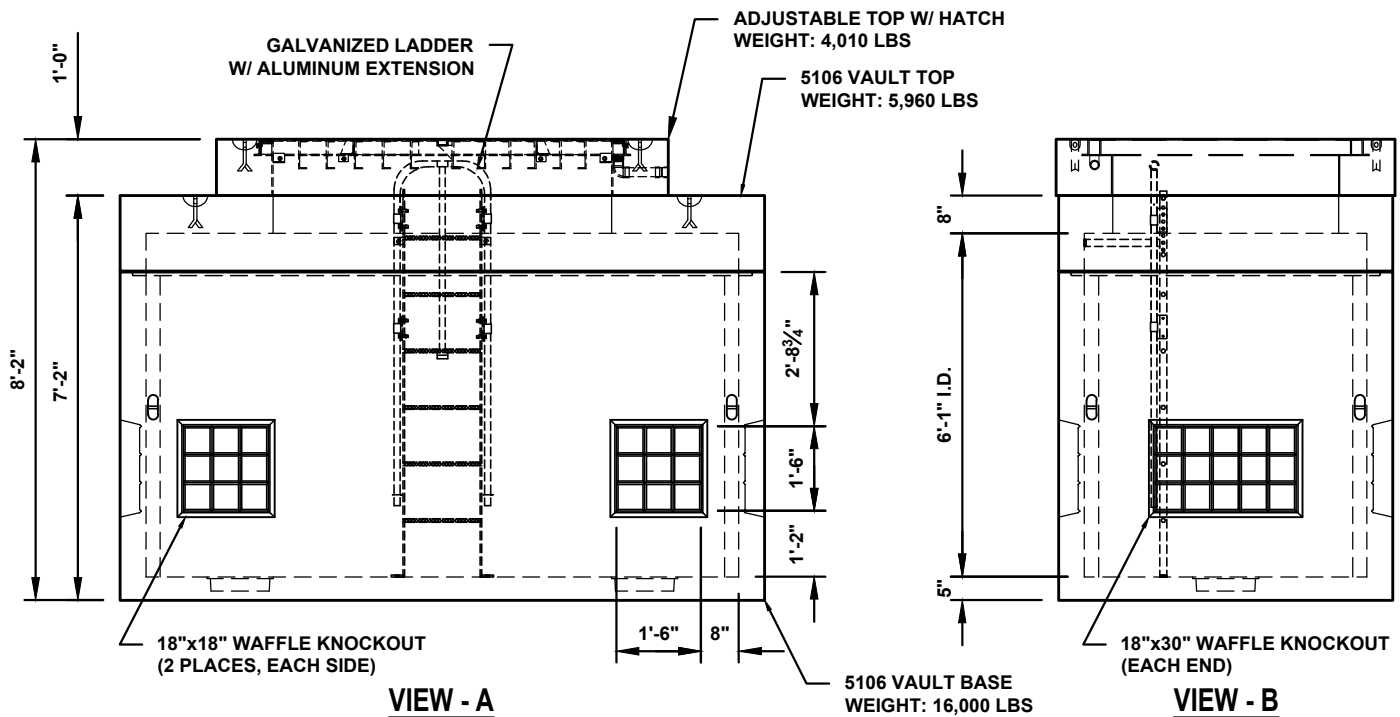 ADJUSTABLE TOP W/ HATCH
WEIGHT: 4,010 LBS
GALVANIZED LADDER
W/ ALUMINUM EXTENSION
5106 VAULT TOP
WEIGHT: 5,960 LBS
1'-0"
8'-2"
7'-2"
2'-8¾"
1'-6"
1'-2"
1'-6"
8"
8"
6'-1" I.D.
5"
18"x18" WAFFLE KNOCKOUT
(2 PLACES, EACH SIDE)
5106 VAULT BASE
WEIGHT: 16,000 LBS
18"x30" WAFFLE KNOCKOUT
(EACH END)
VIEW - A
VIEW - B